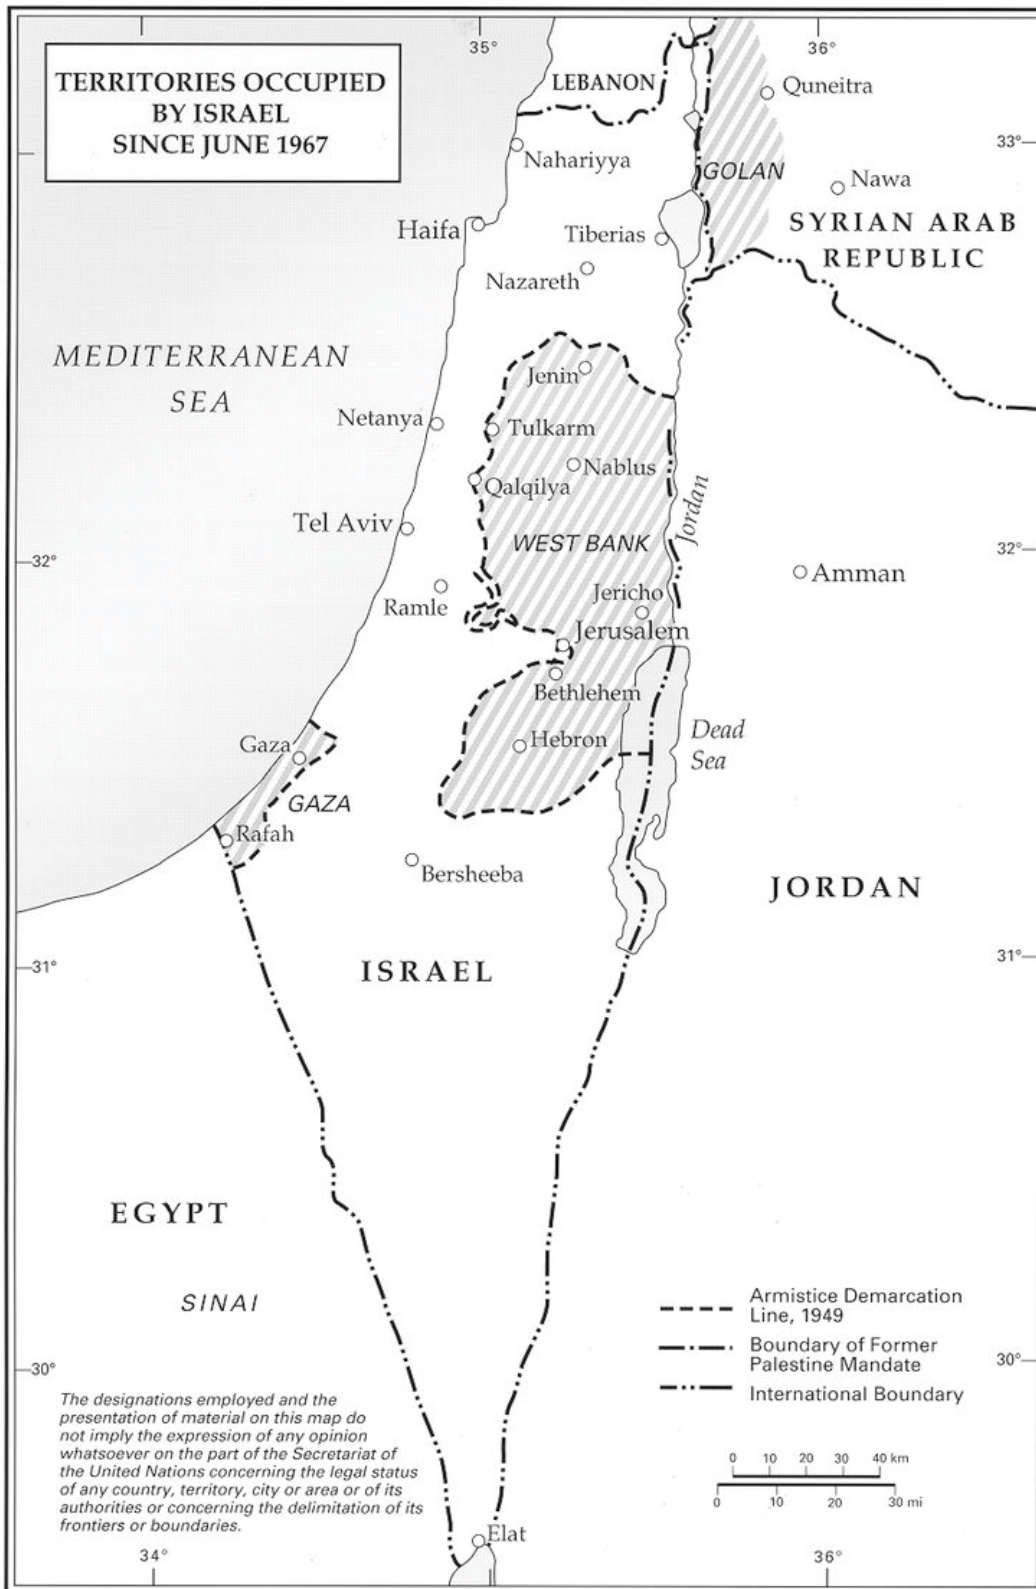 TERRITORIES OCCUPIED
BY ISRAEL
SINCE JUNE 1967
35°
36°
LEBANON
Quneitra
33°
Nahariyya
GOLAN
Nawa
Haifa
Tiberias
SYRIAN ARAB
REPUBLIC
Nazareth
MEDITERRANEAN
SEA
Jenin
Netanya
Tulkarm
Nablus
Qalqilya
Jordan
Tel Aviv
WEST BANK
32°
32°
Amman
Ramle
Jericho
Jerusalem
Bethlehem
Dead
Sea
Gaza
Hebron
GAZA
Rafah
Bersheeba
JORDAN
31°
ISRAEL
31°
EGYPT
SINAI
Armistice Demarcation
Line, 1949
Boundary of Former
Palestine Mandate
International Boundary
30°
30°
The designations employed and the
presentation of material on this map do
not imply the expression of any opinion
whatsoever on the part of the Secretariat of
the United Nations concerning the legal status
of any country, territory, city or area or of its
authorities or concerning the delimitation of its
frontiers or boundaries.
0 10 20 30 40 km
0 10 20 30 mi
Elat
34°
36°